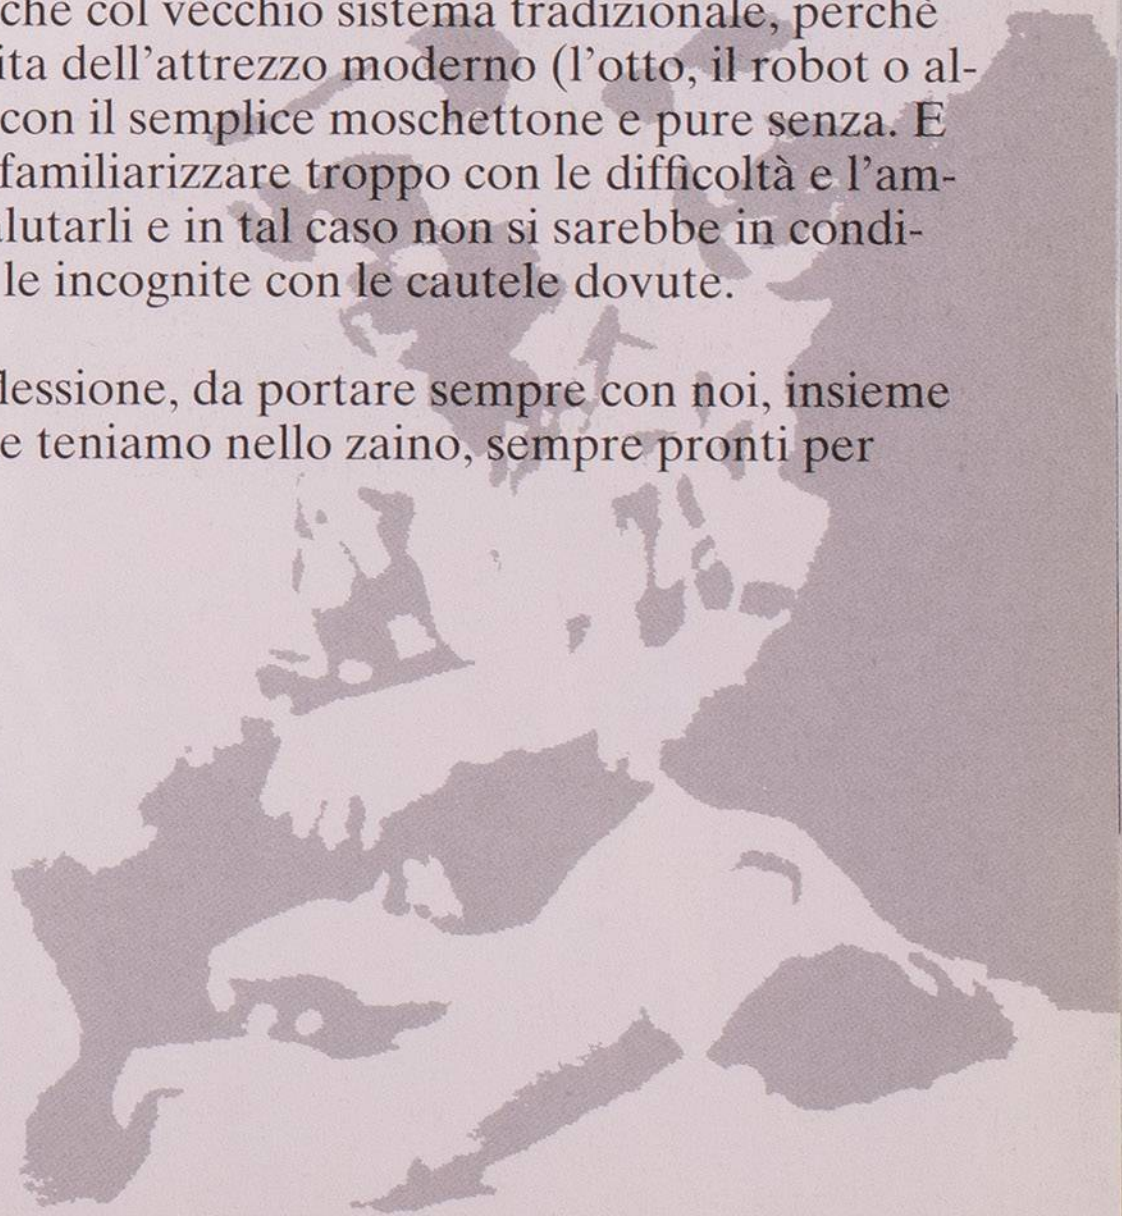 che col vecchio sistema tradizionale, perché
ita dell'attrezzo moderno (l'otto, il robot o al-
con il semplice moschettone e pure senza. E
familiarizzare troppo con le difficoltà e l'am-
lutarli e in tal caso non si sarebbe in condi-
le incognite con le cautele dovute.
lessione, da portare sempre con noi, insieme
e teniamo nello zaino, sempre pronti per